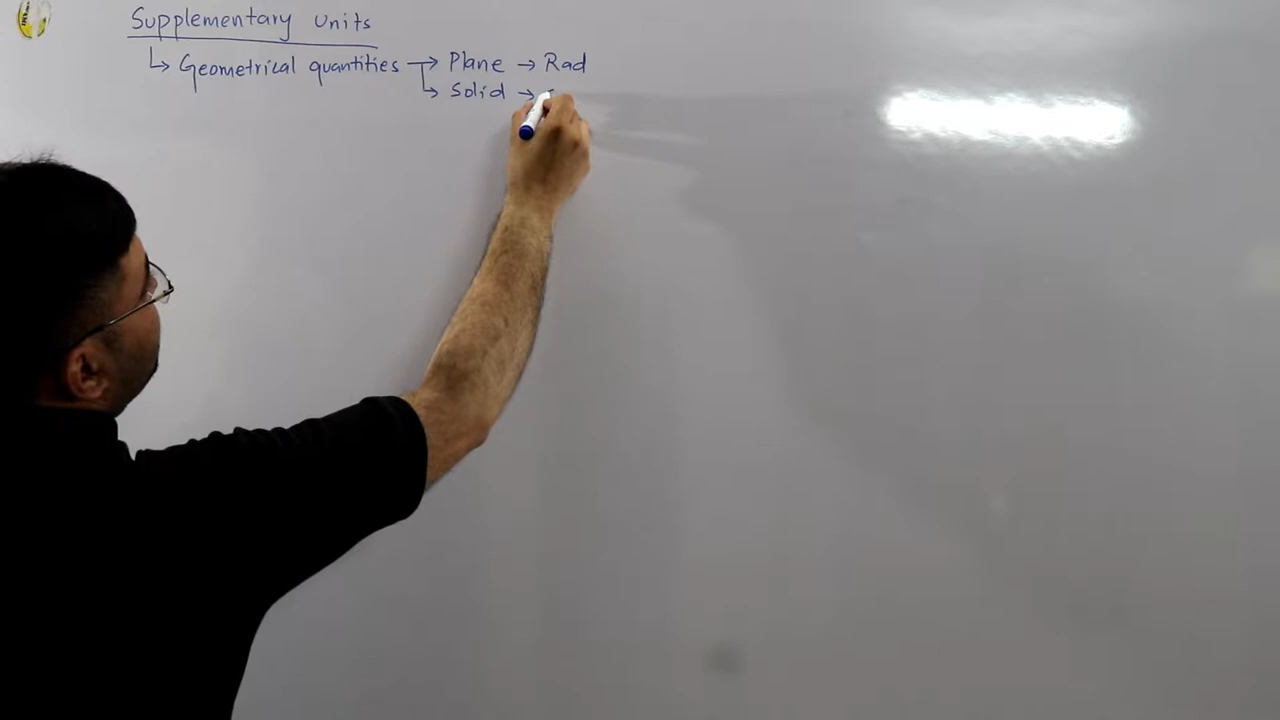 Supplementary Units
↳ Geometrical quantities → Plane → Rad
↳ Solid →